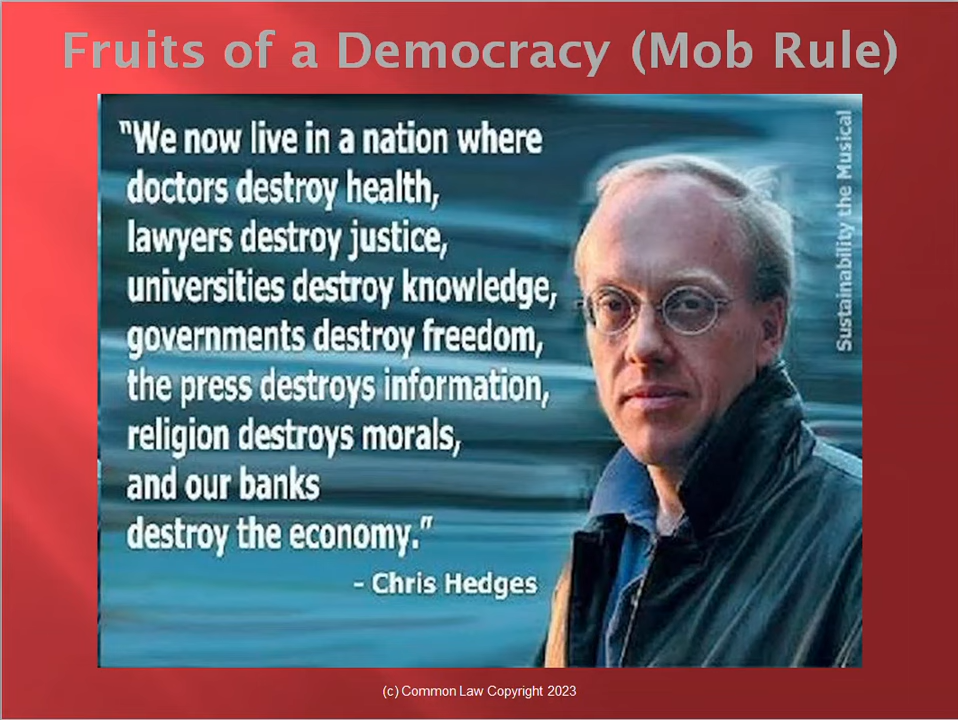 Fruits of a Democracy (Mob Rule)
"We now live in a nation where
doctors destroy health,
lawyers destroy justice,
universities destroy knowledge,
governments destroy freedom,
the press destroys information,
religion destroys morals,
and our banks
destroy the economy."
- Chris Hedges
Sustainability the Musical
(c) Common Law Copyright 2023